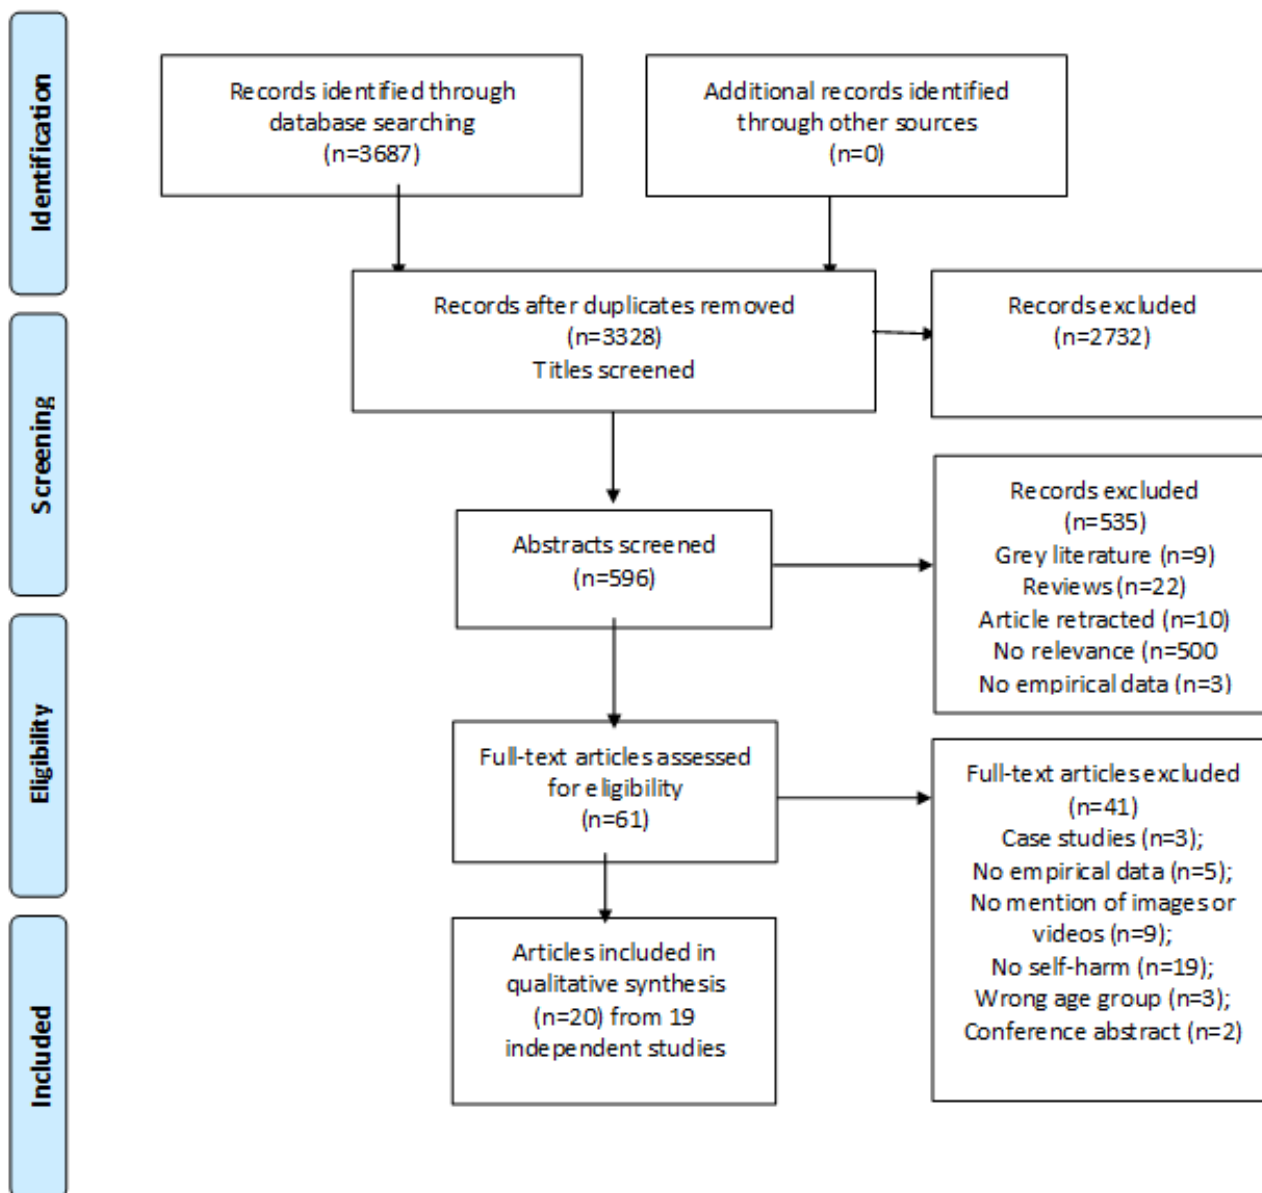 Identification
Records identified through
database searching
(n=3687)
Additional records identified
through other sources
(n=0)
Records after duplicates removed
(n=3328)
Titles screened
Records excluded
(n=2732)
Screening
Abstracts screened
(n=596)
Records excluded
(n=535)
Grey literature (n=9)
Reviews (n=22)
Article retracted (n=10)
No relevance (n=500
No empirical data (n=3)
Eligibility
Full-text articles assessed
for eligibility
(n=61)
Full-text articles excluded
(n=41)
Case studies (n=3);
No empirical data (n=5);
No mention of images or
videos (n=9);
No self-harm (n=19);
Wrong age group (n=3);
Conference abstract (n=2)
Included
Articles included in
qualitative synthesis
(n=20) from 19
independent studies